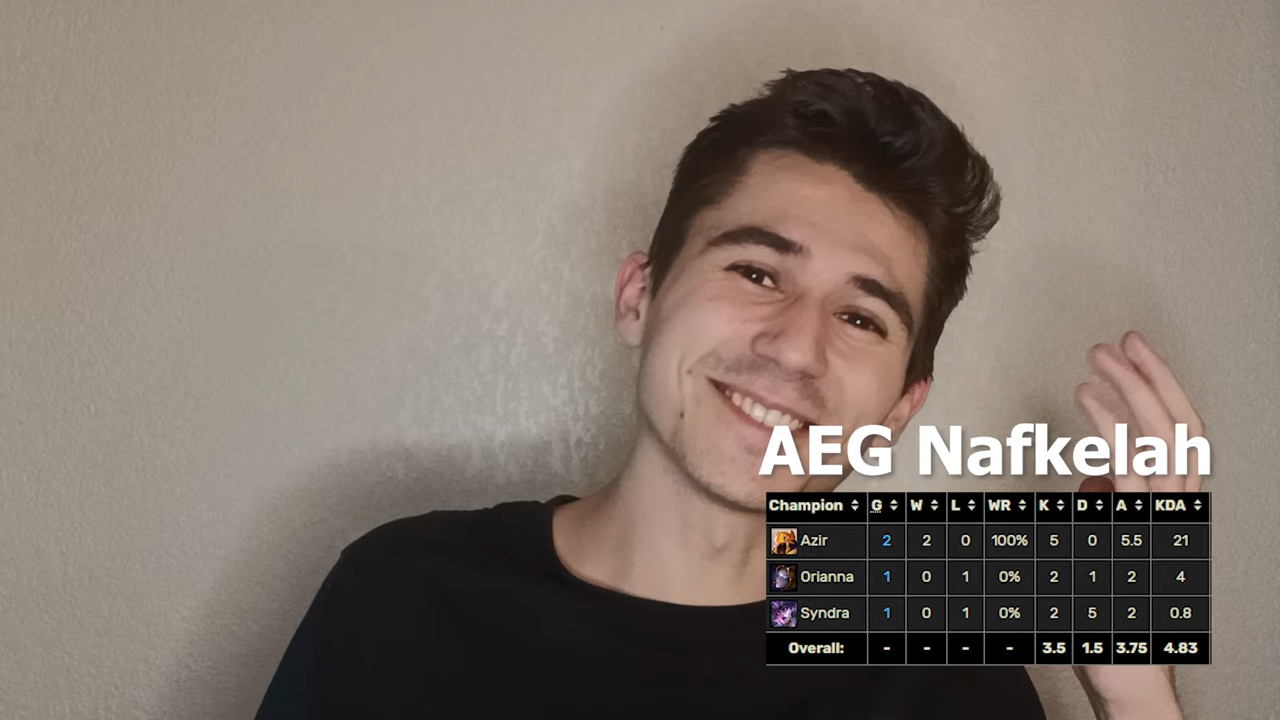 AEG Nafkelah
Champion G W L WR K D A KDA
Azir 2 2 0 100% 5 0 5.5 21
Orianna 1 0 1 0% 2 1 2 4
Syndra 1 0 1 0% 2 5 2 0.8
Overall: - - - - 3.5 1.5 3.75 4.83